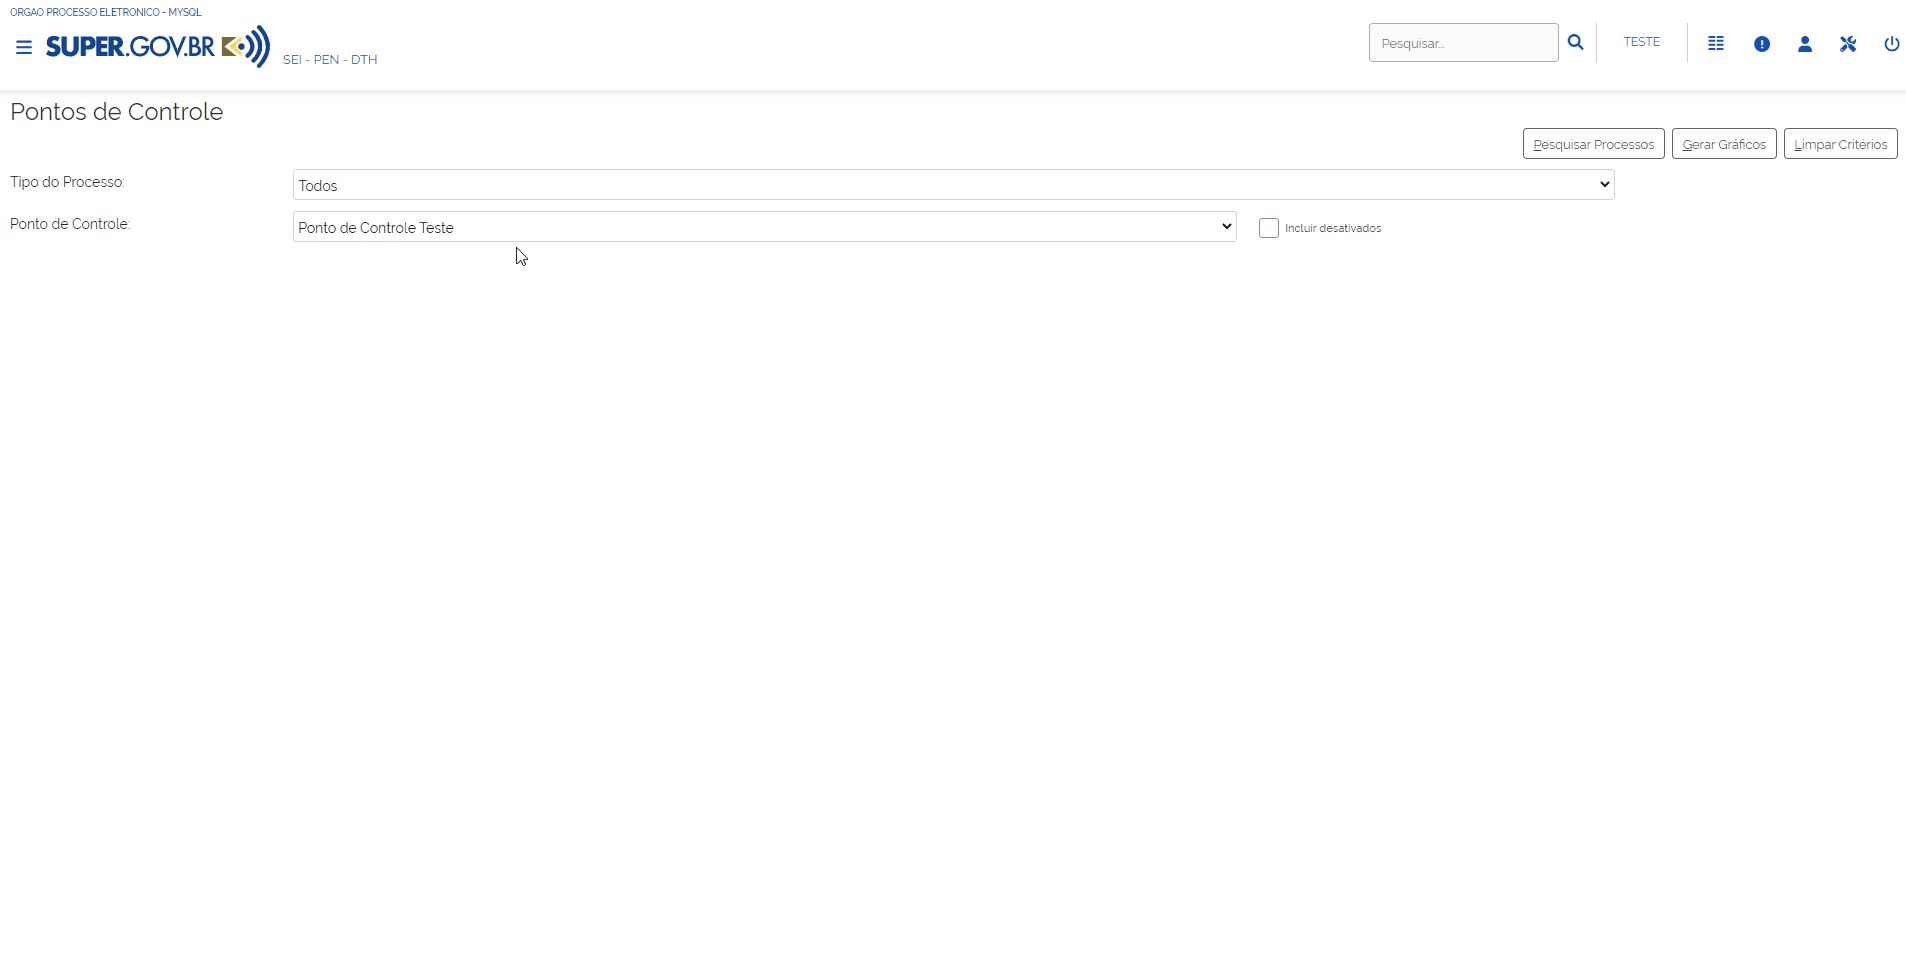 ORGAO PROCESSO ELETRONICO - MYSQL
SUPER.GOV.BR
SEI - PEN - DTH
Pesquisar...
TESTE
Pontos de Controle
Pesquisar Processos
Gerar Gráficos
Limpar Critérios
Tipo do Processo:
Todos
Ponto de Controle:
Ponto de Controle Teste
Incluir desativados